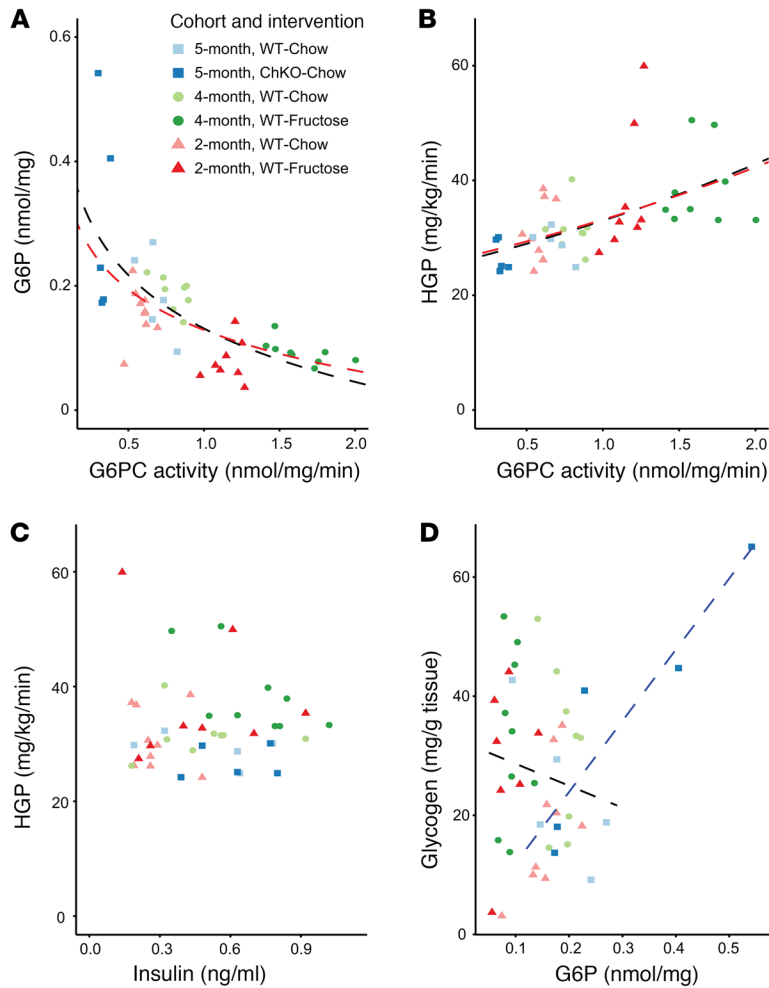 A
Cohort and intervention
5-month, WT-Chow
5-month, ChKO-Chow
4-month, WT-Chow
4-month, WT-Fructose
2-month, WT-Chow
2-month, WT-Fructose
G6P (nmol/mg)
0.6
0.4
0.2
0
0.5
1.0
1.5
2.0
G6PC activity (nmol/mg/min)
B
HGP (mg/kg/min)
60
40
20
0
0.5
1.0
1.5
2.0
G6PC activity (nmol/mg/min)
C
HGP (mg/kg/min)
60
40
20
0
0.0
0.3
0.6
0.9
Insulin (ng/ml)
D
Glycogen (mg/g tissue)
60
40
20
0
0.1
0.2
0.3
0.4
0.5
G6P (nmol/mg)